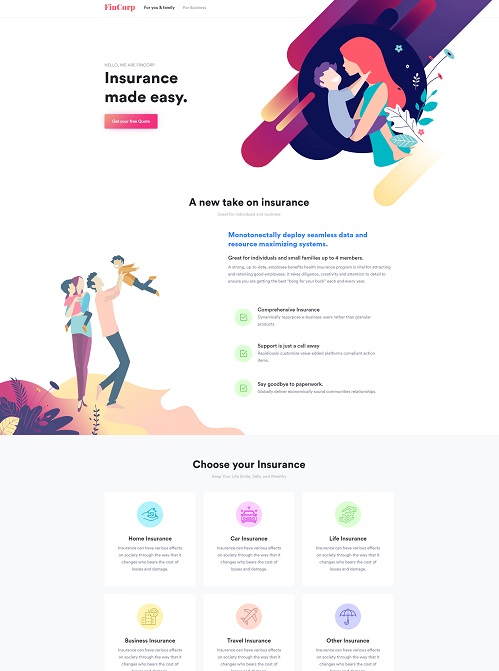 FinCorp
For you & family
For Business
HELLO, WE ARE FINCORP
Insurance
made easy.
Get your free Quote
A new take on insurance
Great for individuals and business.
Monotonectally deploy seamless data and
resource maximizing systems.
Great for individuals and small families up to 4 members.
A strong, up-to-date, employee benefits health insurance program is vital for attracting
and retaining good employees. It takes diligence, creativity and attention to detail to
ensure you are getting the best "bang for your buck" each and every year.
Comprehensive Insurance
Dynamically repurpose e-business users rather than granular
products.
Support is just a call away
Rapidiously customize value-added platforms compliant action
items.
Say goodbye to paperwork.
Globally deliver economically sound communities relationships.
Choose your Insurance
Keep Your Life Stable, Safe, and Wealthy
Home Insurance
Insurance can have various effects
on society through the way that it
changes who bears the cost of
losses and damage.
Car Insurance
Insurance can have various effects
on society through the way that it
changes who bears the cost of
losses and damage.
Life Insurance
Insurance can have various effects
on society through the way that it
changes who bears the cost of
losses and damage.
Business Insurance
Insurance can have various effects
on society through the way that it
changes who bears the cost of
Travel Insurance
Insurance can have various effects
on society through the way that it
changes who bears the cost of
Other Insurance
Insurance can have various effects
on society through the way that it
changes who bears the cost of